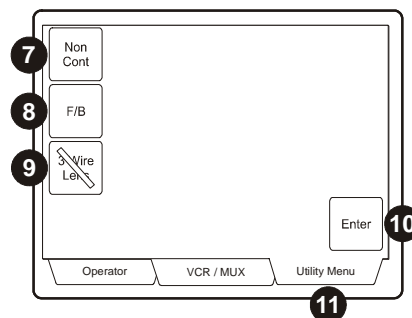 7
Non
Cont
8
F/B
9
3-Wire
Lens
Enter
10
Operator
VCR / MUX
Utility Menu
11